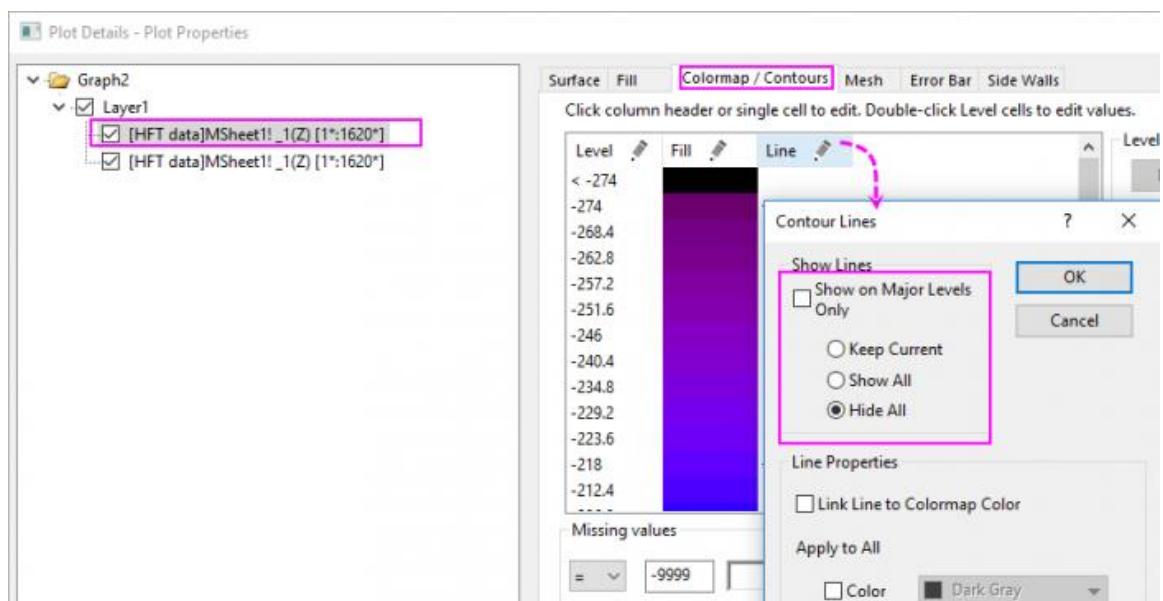 Plot Details - Plot Properties
Graph2
Layer1
[HFT data]MSheet1! _1(Z) [1*:1620*]
[HFT data]MSheet1! _1(Z) [1*:1620*]
Surface Fill Colormap / Contours Mesh Error Bar Side Walls
Click column header or single cell to edit. Double-click Level cells to edit values.
Level Fill Line
Level
< -274
-274
-268.4
-262.8
-257.2
-251.6
-246
-240.4
-234.8
-229.2
-223.6
-218
-212.4
Missing values
= -9999
Contour Lines ?
Show Lines
Show on Major Levels
Only
Keep Current
Show All
Hide All
OK
Cancel
Line Properties
Link Line to Colormap Color
Apply to All
Color Dark Gray